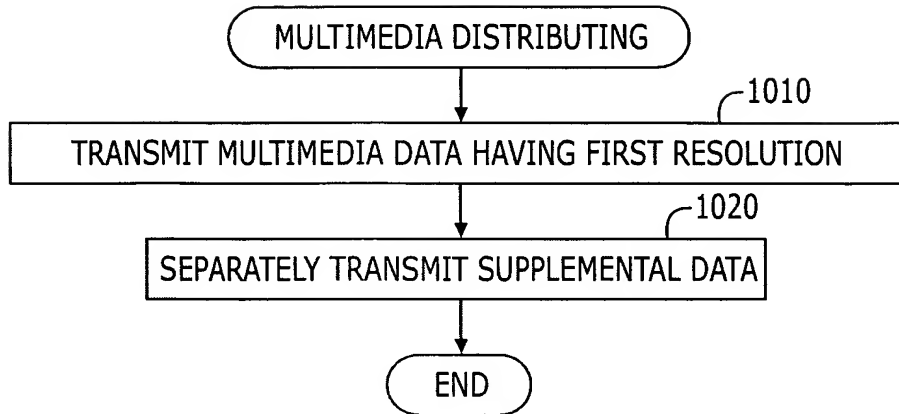 MULTIMEDIA DISTRIBUTING
1010
TRANSMIT MULTIMEDIA DATA HAVING FIRST RESOLUTION
1020
SEPARATELY TRANSMIT SUPPLEMENTAL DATA
END